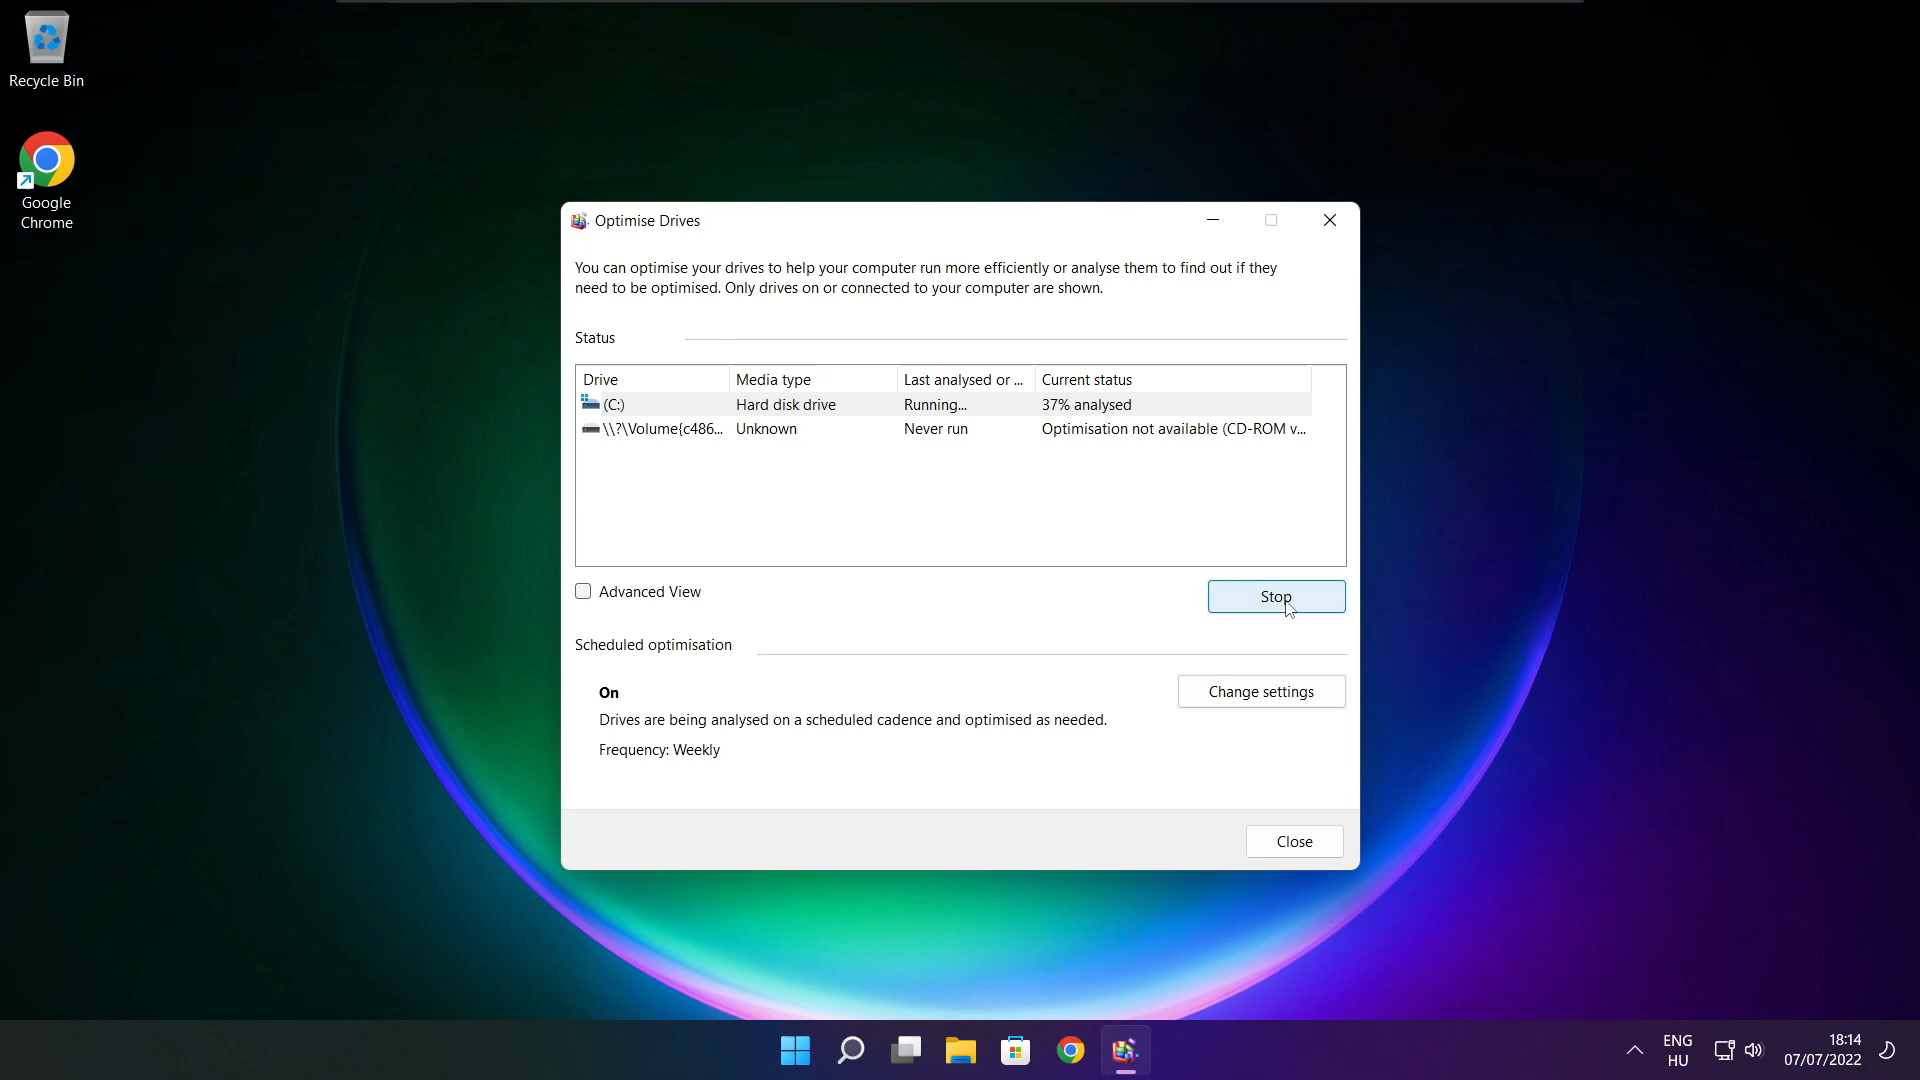 Recycle Bin
Google
Chrome
Optimise Drives
You can optimise your drives to help your computer run more efficiently or analyse them to find out if they
need to be optimised. Only drives on or connected to your computer are shown.
Status
Drive Media type Last analysed or ... Current status
(C:) Hard disk drive Running... 37% analysed
\\?\Volume{c486... Unknown Never run Optimisation not available (CD-ROM v...
Advanced View
Stop
Scheduled optimisation
On
Change settings
Drives are being analysed on a scheduled cadence and optimised as needed.
Frequency: Weekly
Close
ENG
HU
18:14
07/07/2022